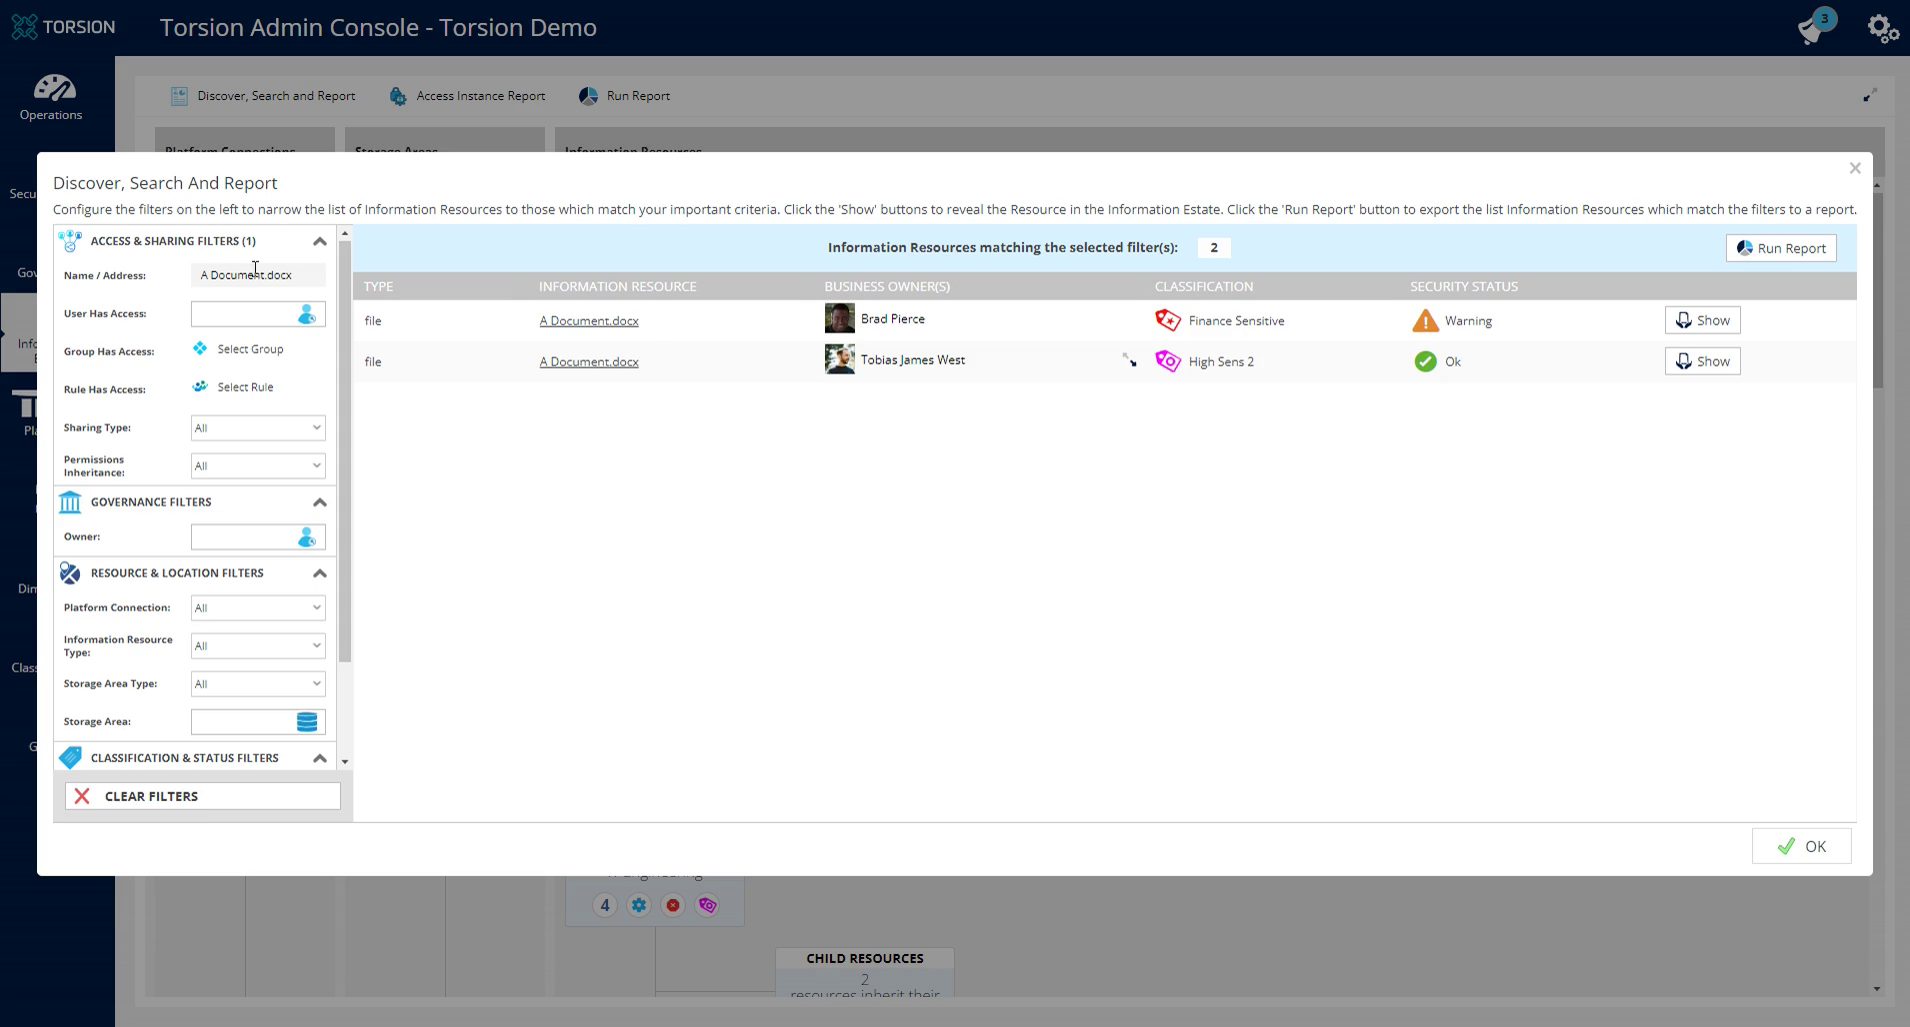 TORSION
Torsion Admin Console - Torsion Demo
3
Operations
Discover, Search and Report
Access Instance Report
Run Report
Platform Connections
Storage Areas
Information Resources
Secu
Gov
Info
E
Pla
Dim
Clas
G
Discover, Search And Report
Configure the filters on the left to narrow the list of Information Resources to those which match your important criteria. Click the 'Show' buttons to reveal the Resource in the Information Estate. Click the 'Run Report' button to export the list Information Resources which match the filters to a report.
ACCESS & SHARING FILTERS (1)
Name / Address:
A Document.docx
User Has Access:
Group Has Access:
Select Group
Rule Has Access:
Select Rule
Sharing Type:
All
Permissions
Inheritance:
All
GOVERNANCE FILTERS
Owner:
RESOURCE & LOCATION FILTERS
Platform Connection:
All
Information Resource
Type:
All
Storage Area Type:
All
Storage Area:
CLASSIFICATION & STATUS FILTERS
CLEAR FILTERS
Information Resources matching the selected filter(s): 2
Run Report
TYPE INFORMATION RESOURCE BUSINESS OWNER(S) CLASSIFICATION SECURITY STATUS
file A Document.docx Brad Pierce Finance Sensitive Warning Show
file A Document.docx Tobias James West High Sens 2 Ok Show
OK
4
CHILD RESOURCES
2
resources inherit their